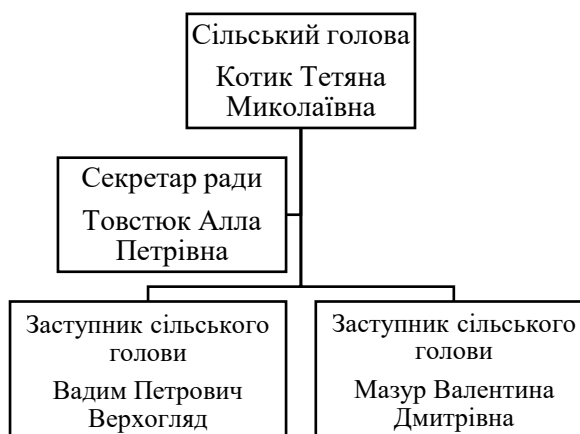 Сільський голова
Котик Тетяна
Миколаївна
Секретар ради
Товстюк Алла
Петрівна
Заступник сільського
голови
Вадим Петрович
Верхогляд
Заступник сільського
голови
Мазур Валентина
Дмитрівна